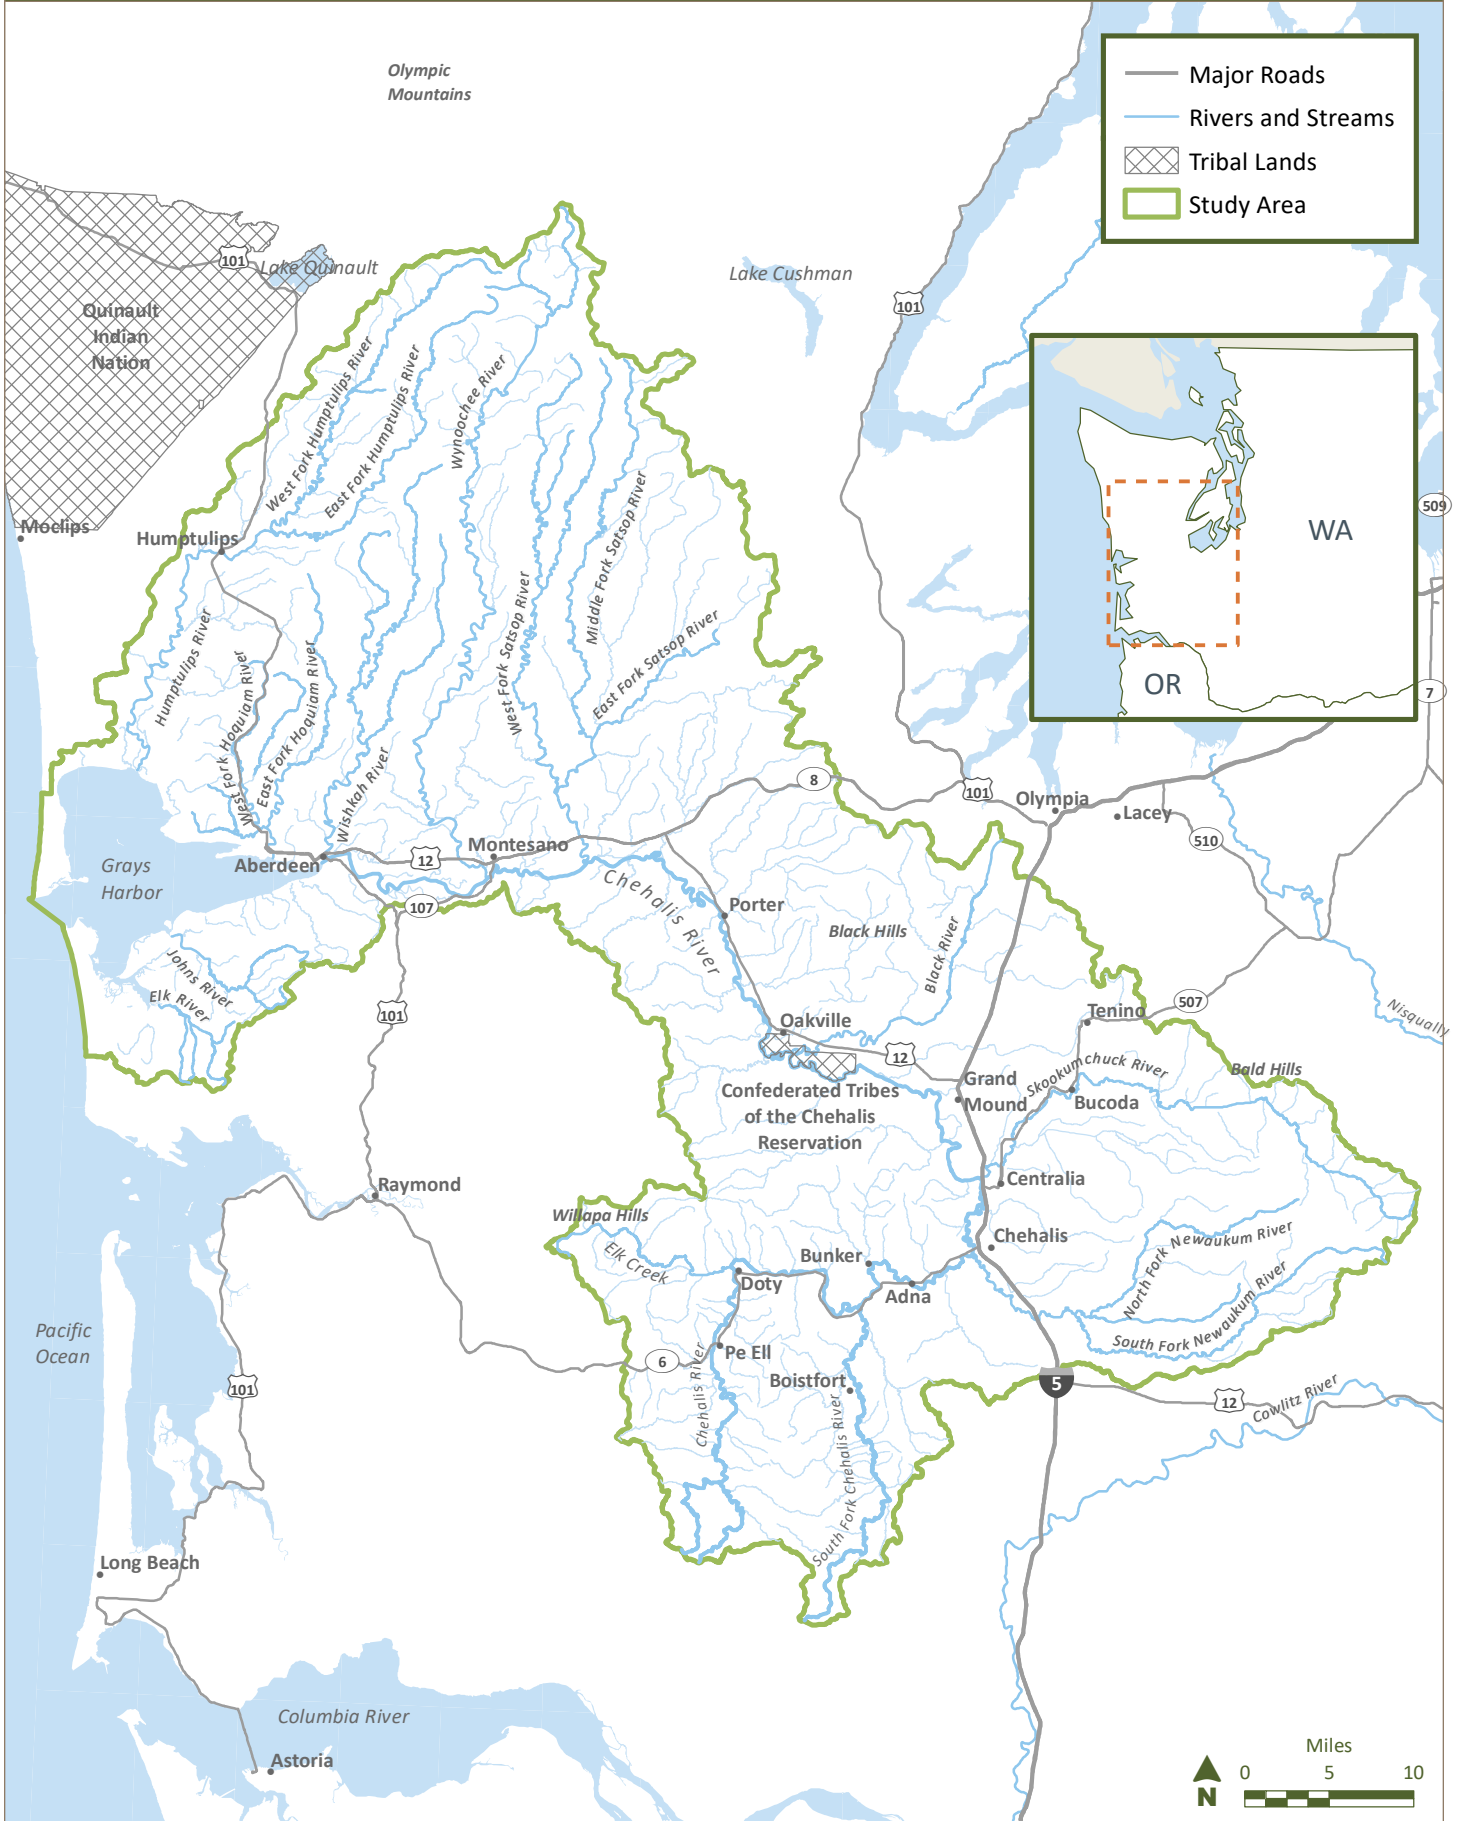 Olympic
Mountains
Major Roads
Rivers and Streams
Tribal Lands
Study Area
101
Lake Quinault
Lake Cushman
101
Quinault
Indian
Nation
West Fork Humptulips River
East Fork Humptulips River
Wynoochee River
WA
OR
509
7
Moclips
Humptulips
Middle Fork Satsop River
West Fork Satsop River
East Fork Satsop River
Humptulips River
West Fork Hoquiam River
East Fork Hoquiam River
Wishkah River
8
101
Olympia
Lacey
510
Grays
Harbor
Aberdeen
12
Montesano
107
Chehalis River
Porter
Black Hills
Black River
Johns River
Elk River
101
Oakville
12
Tenino
507
Nisqually
Confederated Tribes
of the Chehalis
Reservation
Grand
Mound
Skookumchuck River
Bucoda
Bald Hills
Raymond
Centralia
Willapa Hills
Elk Creek
Bunker
Chehalis
North Fork Newaukum River
Doty
Adna
South Fork Newaukum River
Pacific
Ocean
101
6
Pe Ell
Chehalis River
Boistfort
South Fork Chehalis River
5
12
Cowlitz River
Long Beach
Columbia River
Astoria
Miles
0 5 10
N